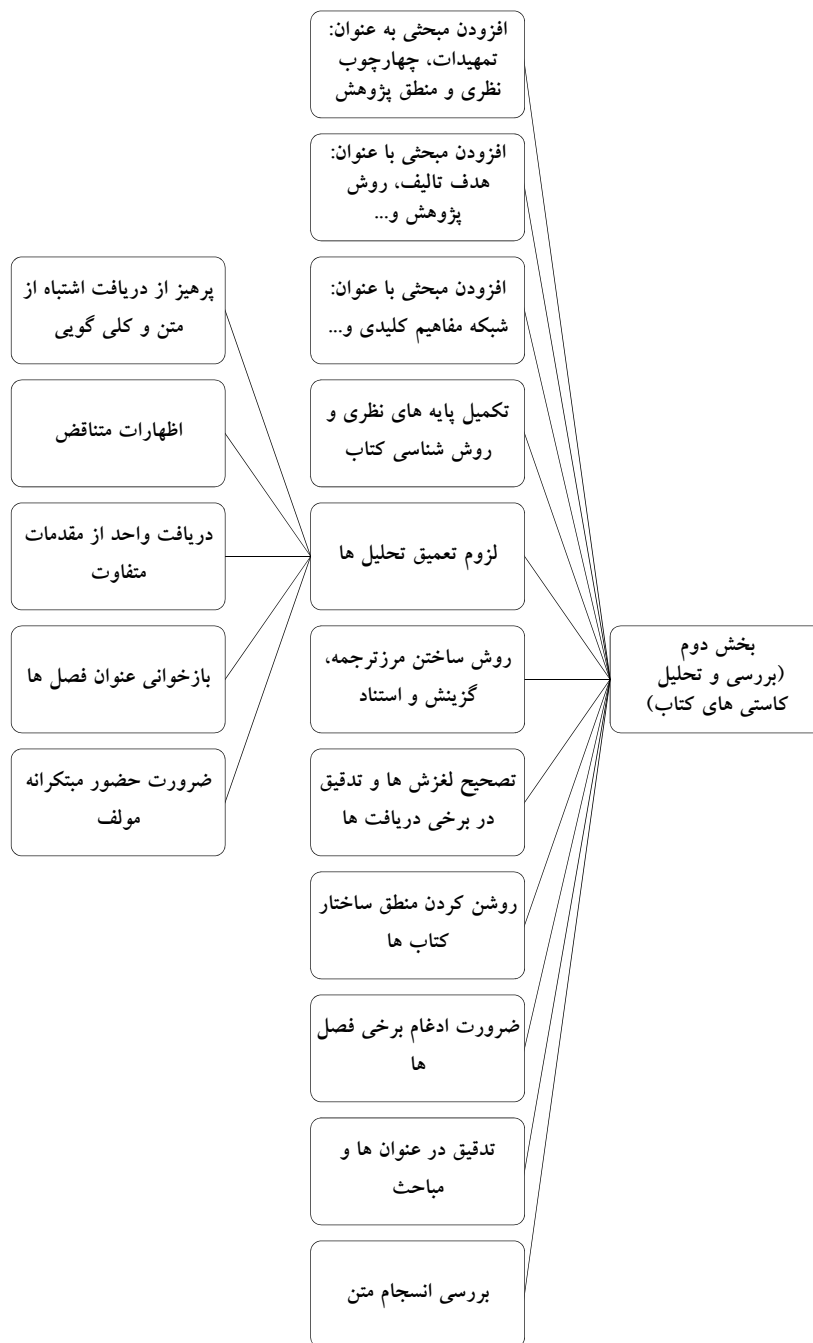 بخش دوم
(بررسی و تحلیل
کاستی های کتاب)
افزودن مبحثی به عنوان:
تمهیدات، چهارچوب
نظری و منطق پژوهش
افزودن مبحثی با عنوان:
هدف تالیف، روش
پژوهش و...
افزودن مبحثی با عنوان:
شبکه مفاهیم کلیدی و...
تکمیل پایه های نظری و
روش شناسی کتاب
لزوم تعمیق تحلیل ها
روش ساختن مرزترجمه،
گزینش و استناد
تصحیح لغزش ها و تدقیق
در برخی دریافت ها
روشن کردن منطق ساختار
کتاب ها
ضرورت ادغام برخی فصل
ها
تدقیق در عنوان ها و
مباحث
بررسی انسجام متن
پرهیز از دریافت اشتباه از
متن و کلی گویی
اظهارات متناقض
دریافت واحد از مقدمات
متفاوت
بازخوانی عنوان فصل ها
ضرورت حضور مبتکرانه
مولف